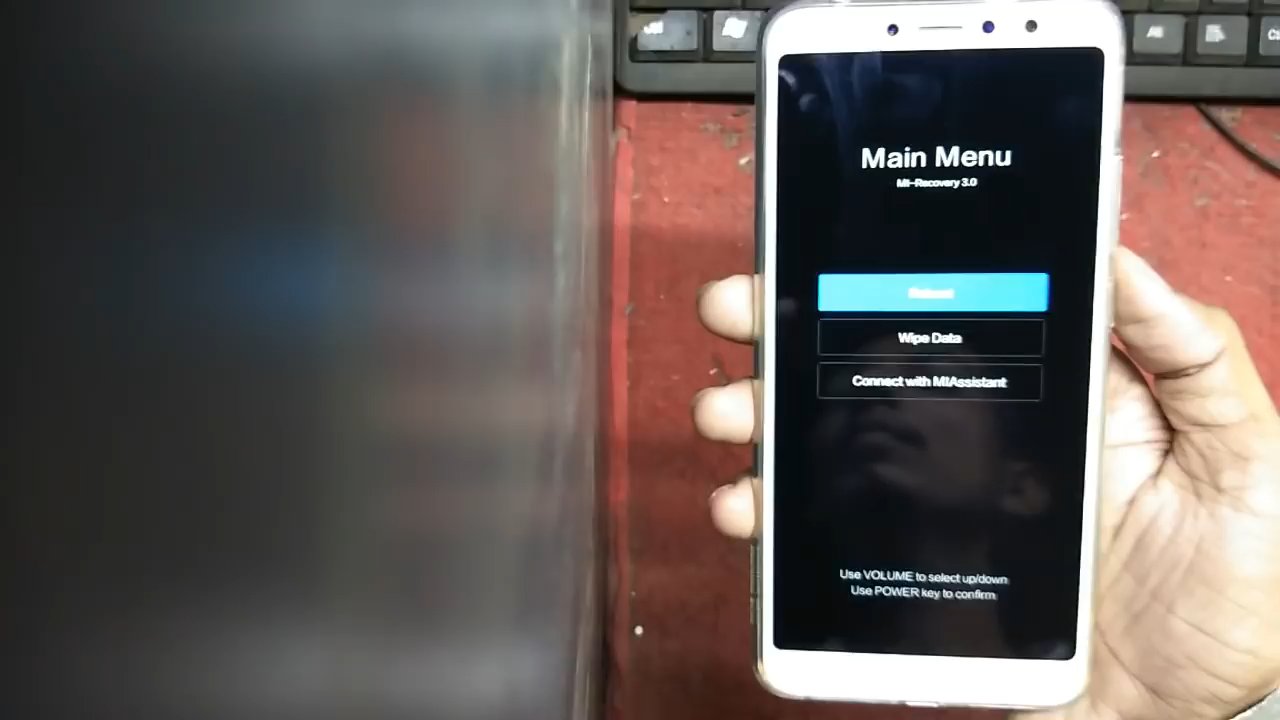 Main Menu
MI-Recovery 3.0
Reboot
Wipe Data
Connect with MIAssistant
Use VOLUME to select up/down
Use POWER key to confirm